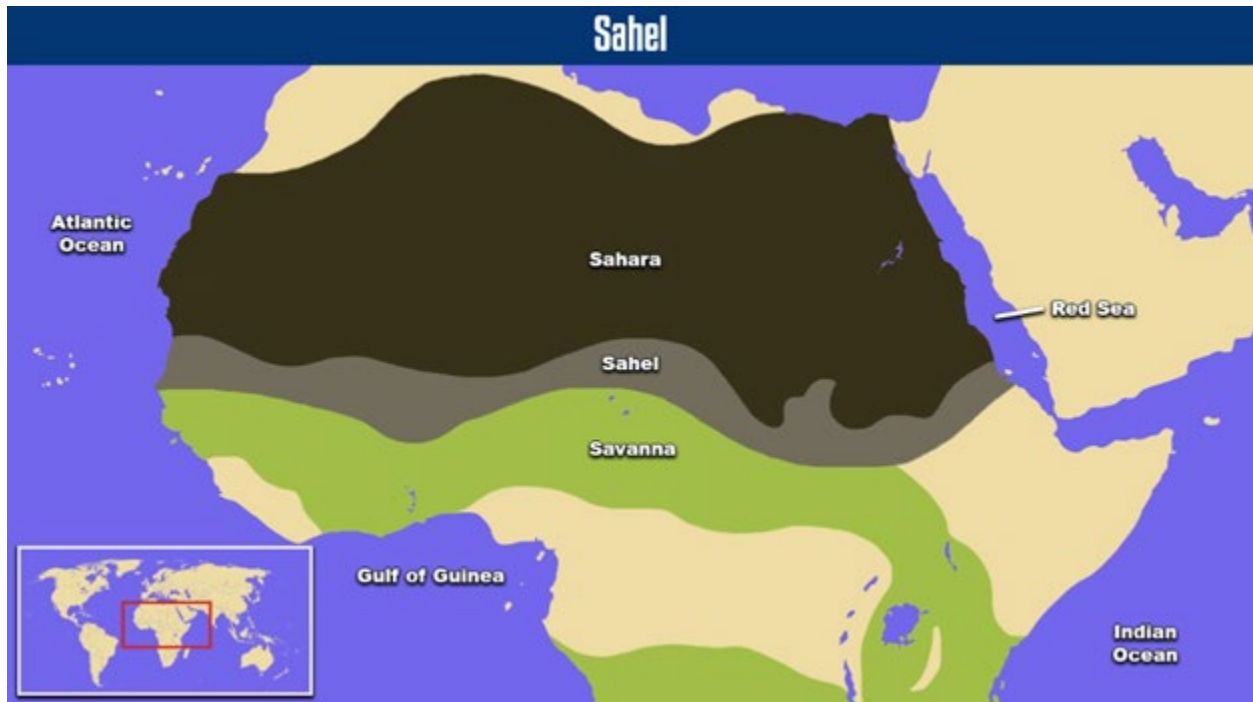 Sahel
Atlantic
Ocean
Sahara
Red Sea
Sahel
Savanna
Gulf of Guinea
Indian
Ocean